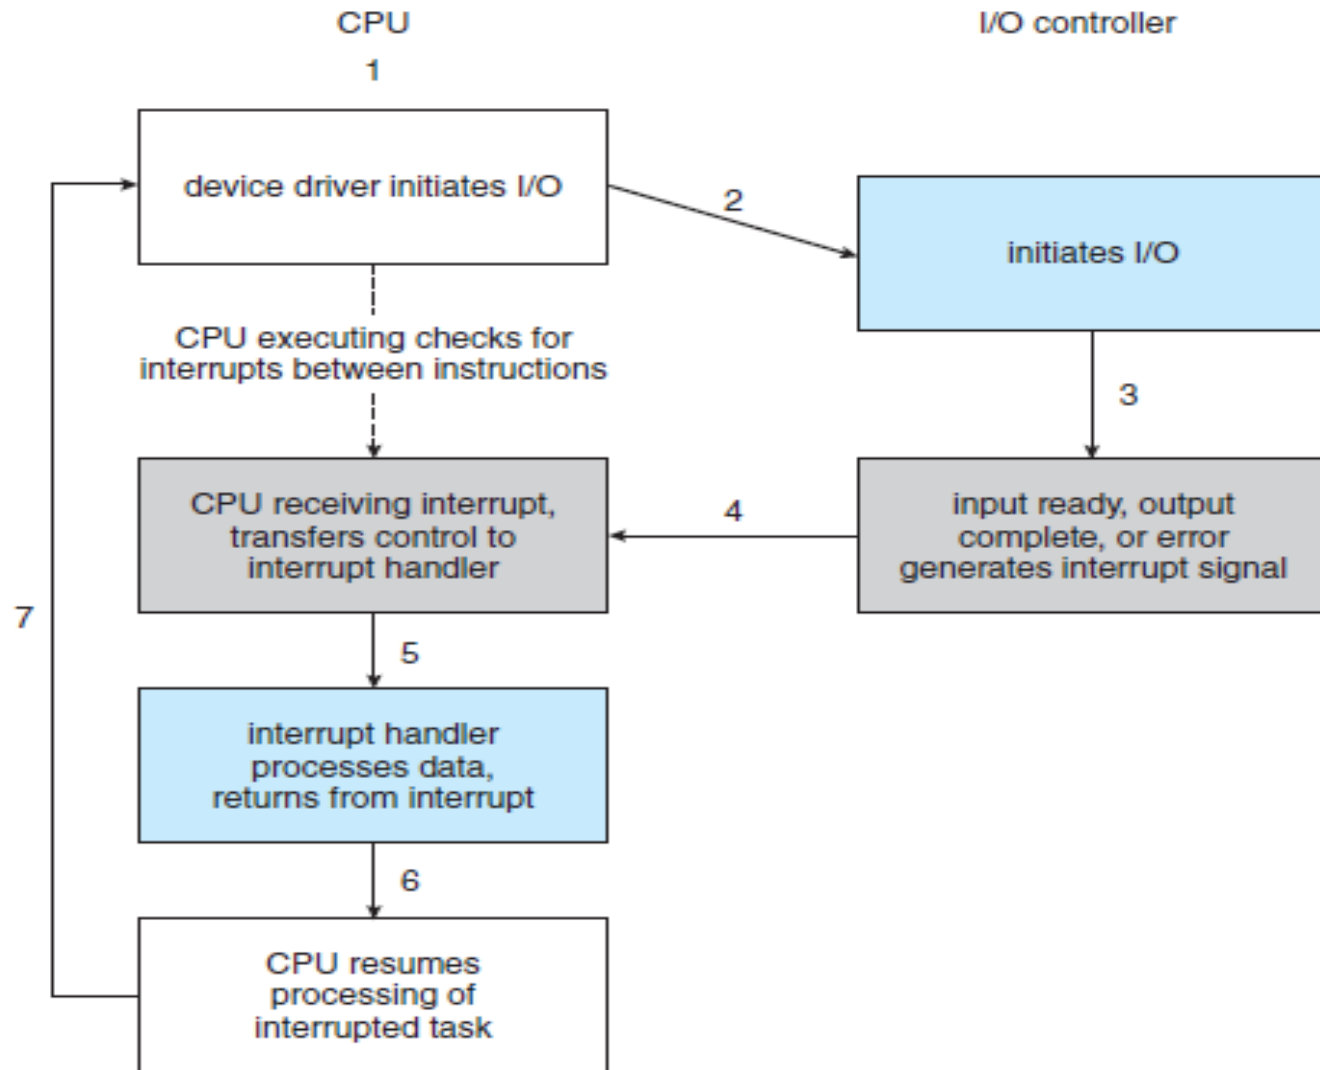 CPU
I/O controller
1
device driver initiates I/O
2
initiates I/O
CPU executing checks for
interrupts between instructions
3
CPU receiving interrupt,
transfers control to
interrupt handler
4
input ready, output
complete, or error
generates interrupt signal
7
5
interrupt handler
processes data,
returns from interrupt
6
CPU resumes
processing of
interrupted task